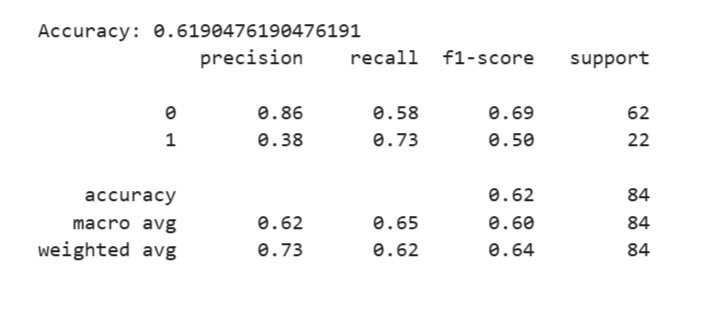 Accuracy: 0.6190476190476191
precision recall f1-score support
0 0.86 0.58 0.69 62
1 0.38 0.73 0.50 22
accuracy 0.62 84
macro avg 0.62 0.65 0.60 84
weighted avg 0.73 0.62 0.64 84